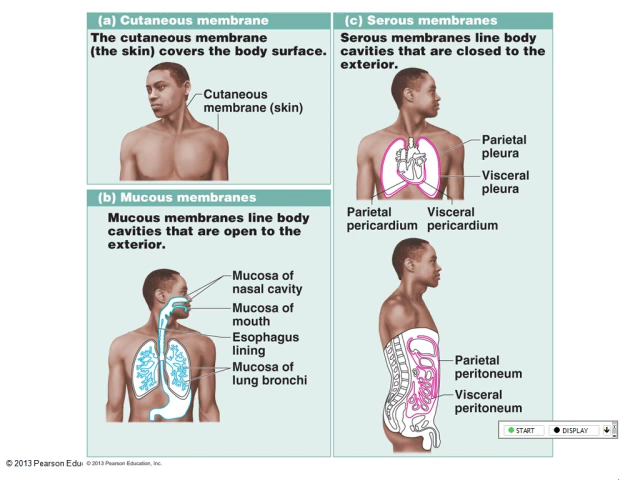 (a) Cutaneous membrane
The cutaneous membrane
(the skin) covers the body surface.
Cutaneous
membrane (skin)
(b) Mucous membranes
Mucous membranes line body
cavities that are open to the
exterior.
Mucosa of
nasal cavity
Mucosa of
mouth
Esophagus
lining
Mucosa of
lung bronchi
(c) Serous membranes
Serous membranes line body
cavities that are closed to the
exterior.
Parietal
pleura
Visceral
pleura
Parietal
pericardium
Visceral
pericardium
Parietal
peritoneum
Visceral
peritoneum
START
DISPLAY
© 2013 Pearson Edu
© 2013 Pearson Education, Inc.